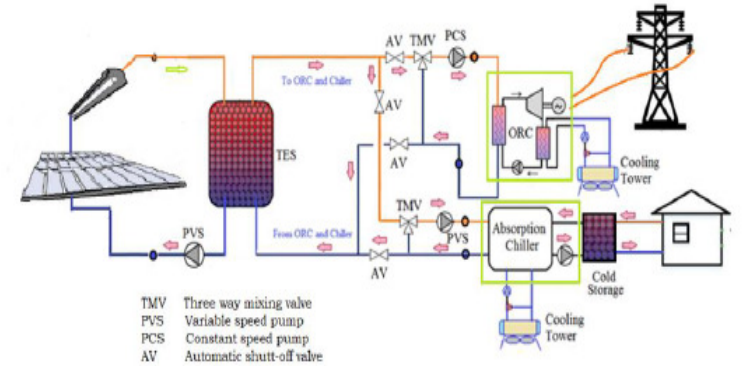 AV TMV PCS
To ORC and Chiller
AV
ORC
TES
AV
Cooling
Tower
TMV
PVS
From ORC and Chiller
PVS
Absorption
Chiller
AV
Cold
Storage
TMV Three way mixing valve
PVS Variable speed pump
PCS Constant speed pump
AV Automatic shutt-off valve
Cooling
Tower